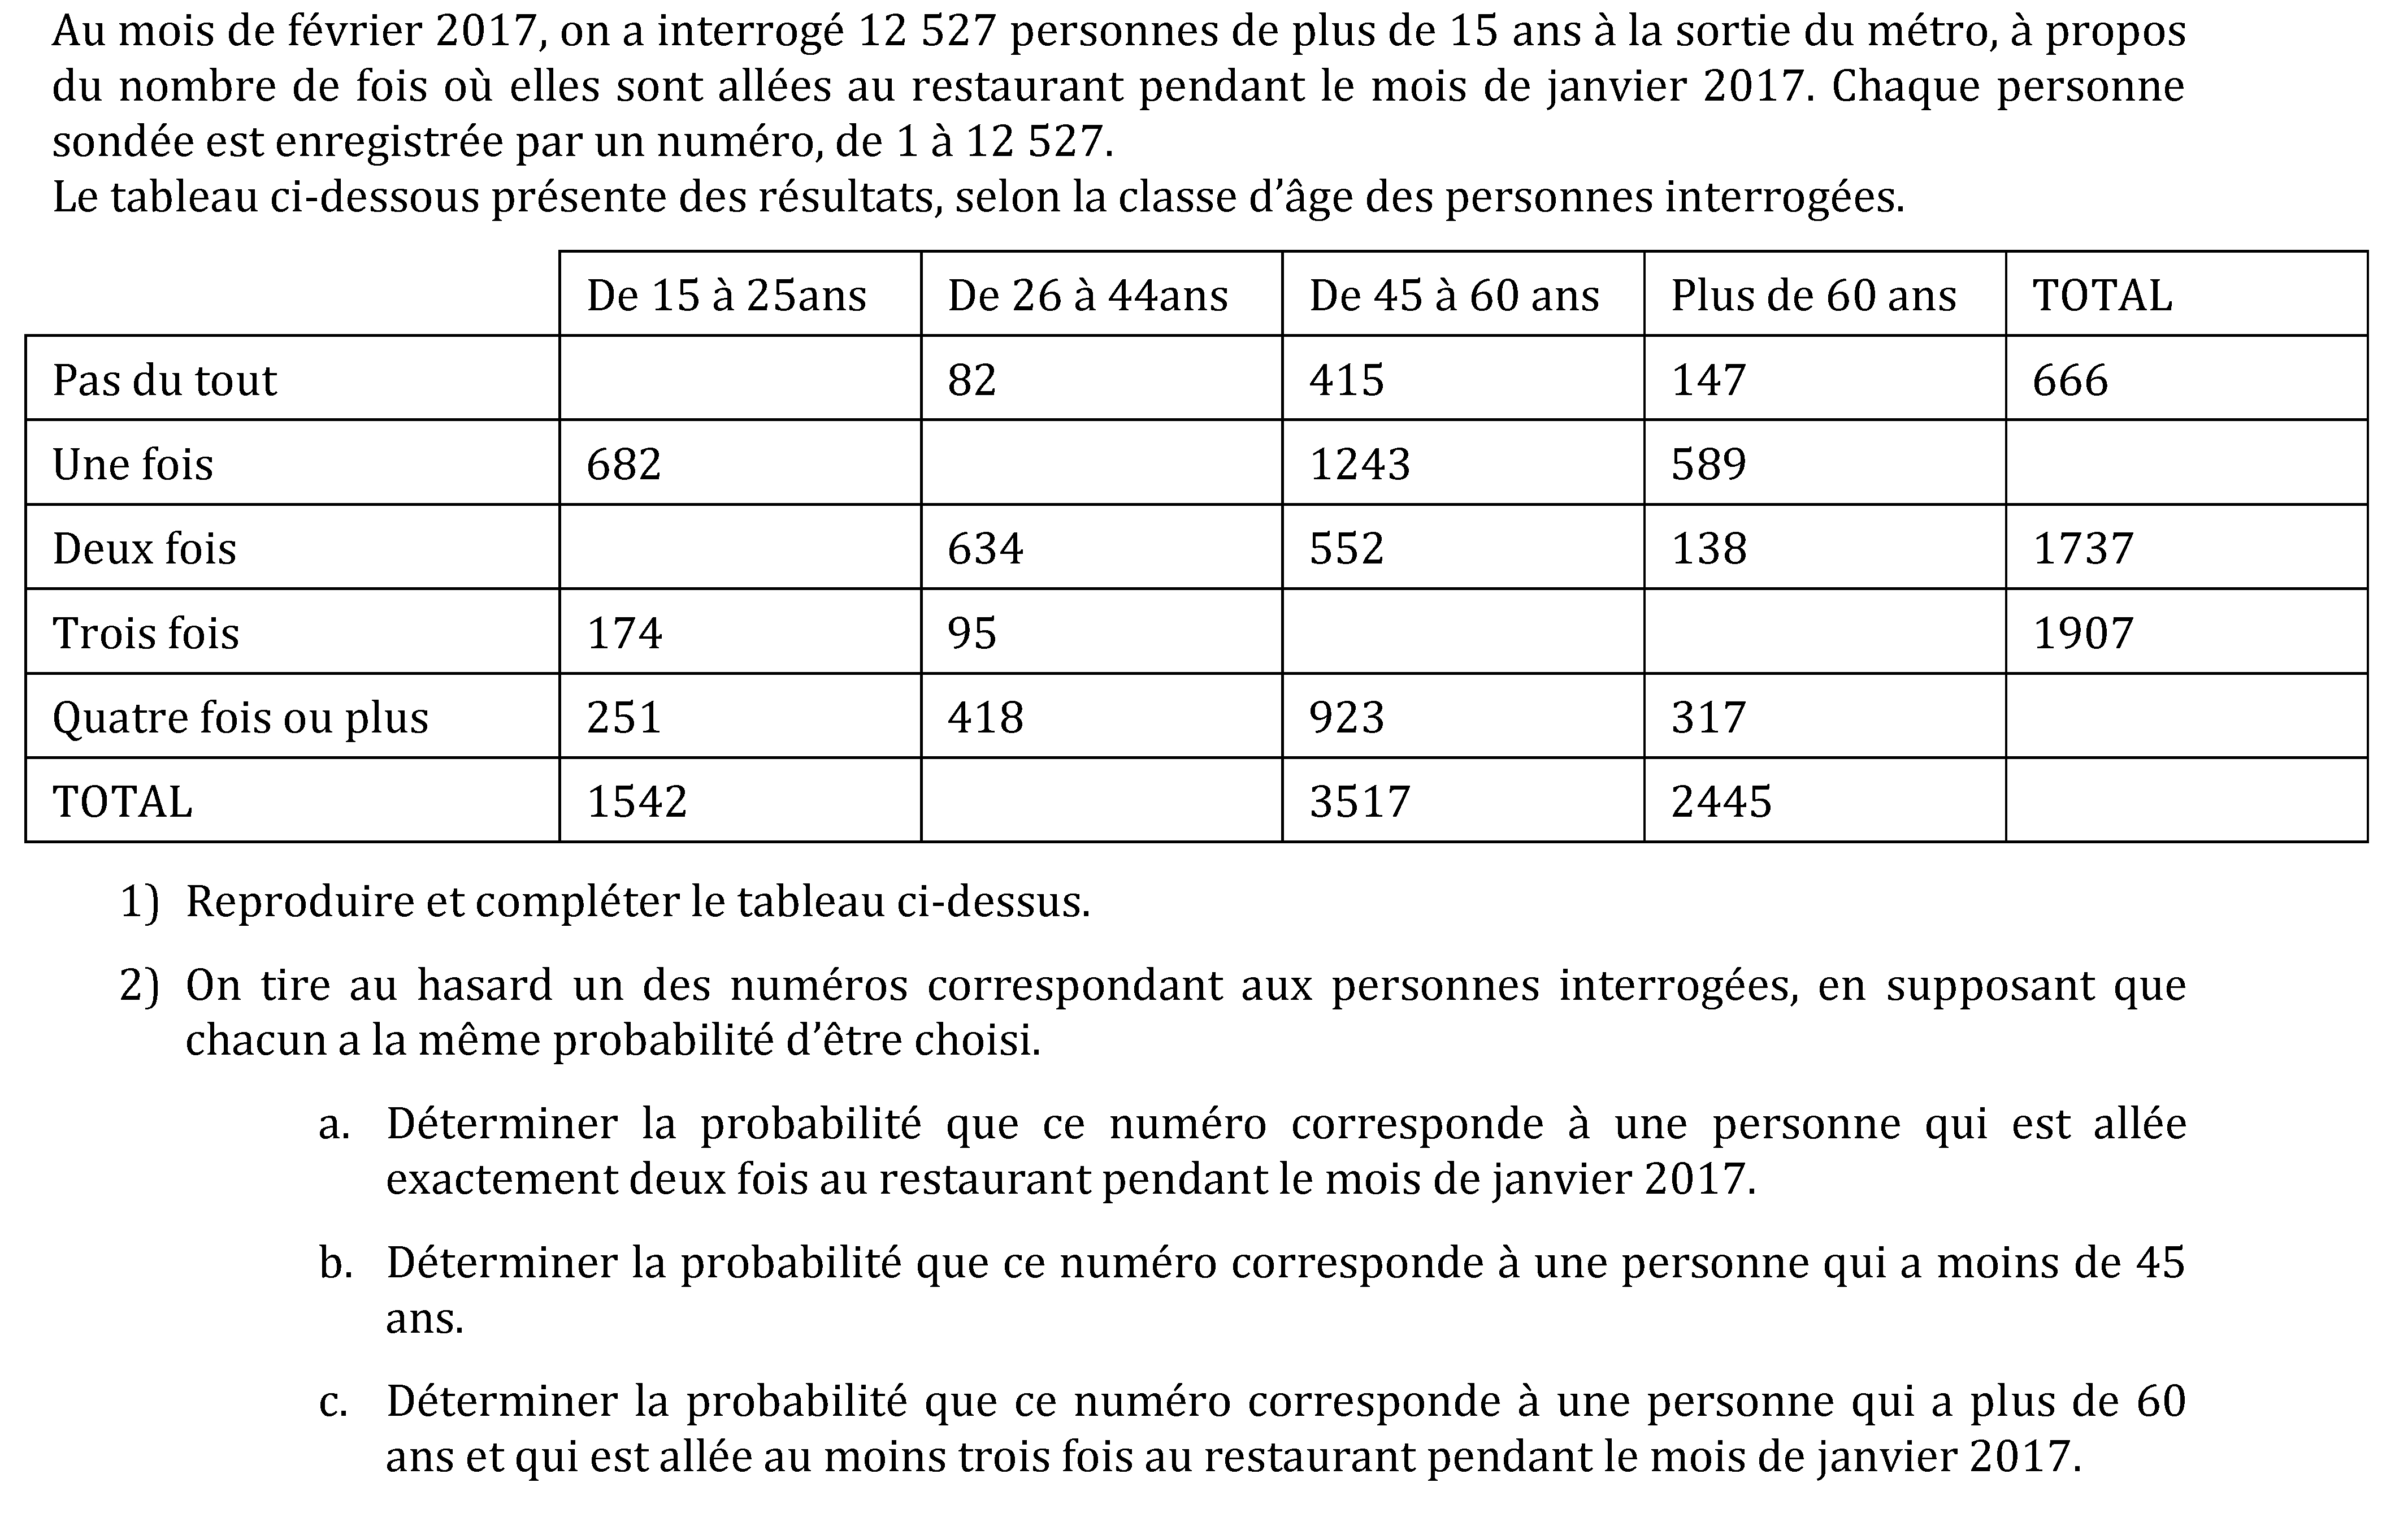 Au mois de février 2017, on a interrogé 12 527 personnes de plus de 15 ans à la sortie du métro, à propos
du nombre de fois où elles sont allées au restaurant pendant le mois de janvier 2017. Chaque personne
sondée est enregistrée par un numéro, de 1 à 12 527.
Le tableau ci-dessous présente des résultats, selon la classe d’âge des personnes interrogées.
De 15 à 25ans De 26 à 44ans De 45 à 60 ans Plus de 60 ans TOTAL
Pas du tout 82 415 147 666
Une fois 682 1243 589
Deux fois 634 552 138 1737
Trois fois 174 95 1907
Quatre fois ou plus 251 418 923 317
TOTAL 1542 3517 2445
1) Reproduire et compléter le tableau ci-dessus.
2) On tire au hasard un des numéros correspondant aux personnes interrogées, en supposant que
chacun a la même probabilité d’être choisi.
a. Déterminer la probabilité que ce numéro corresponde à une personne qui est allée
exactement deux fois au restaurant pendant le mois de janvier 2017.
b. Déterminer la probabilité que ce numéro corresponde à une personne qui a moins de 45
ans.
c. Déterminer la probabilité que ce numéro corresponde à une personne qui a plus de 60
ans et qui est allée au moins trois fois au restaurant pendant le mois de janvier 2017.